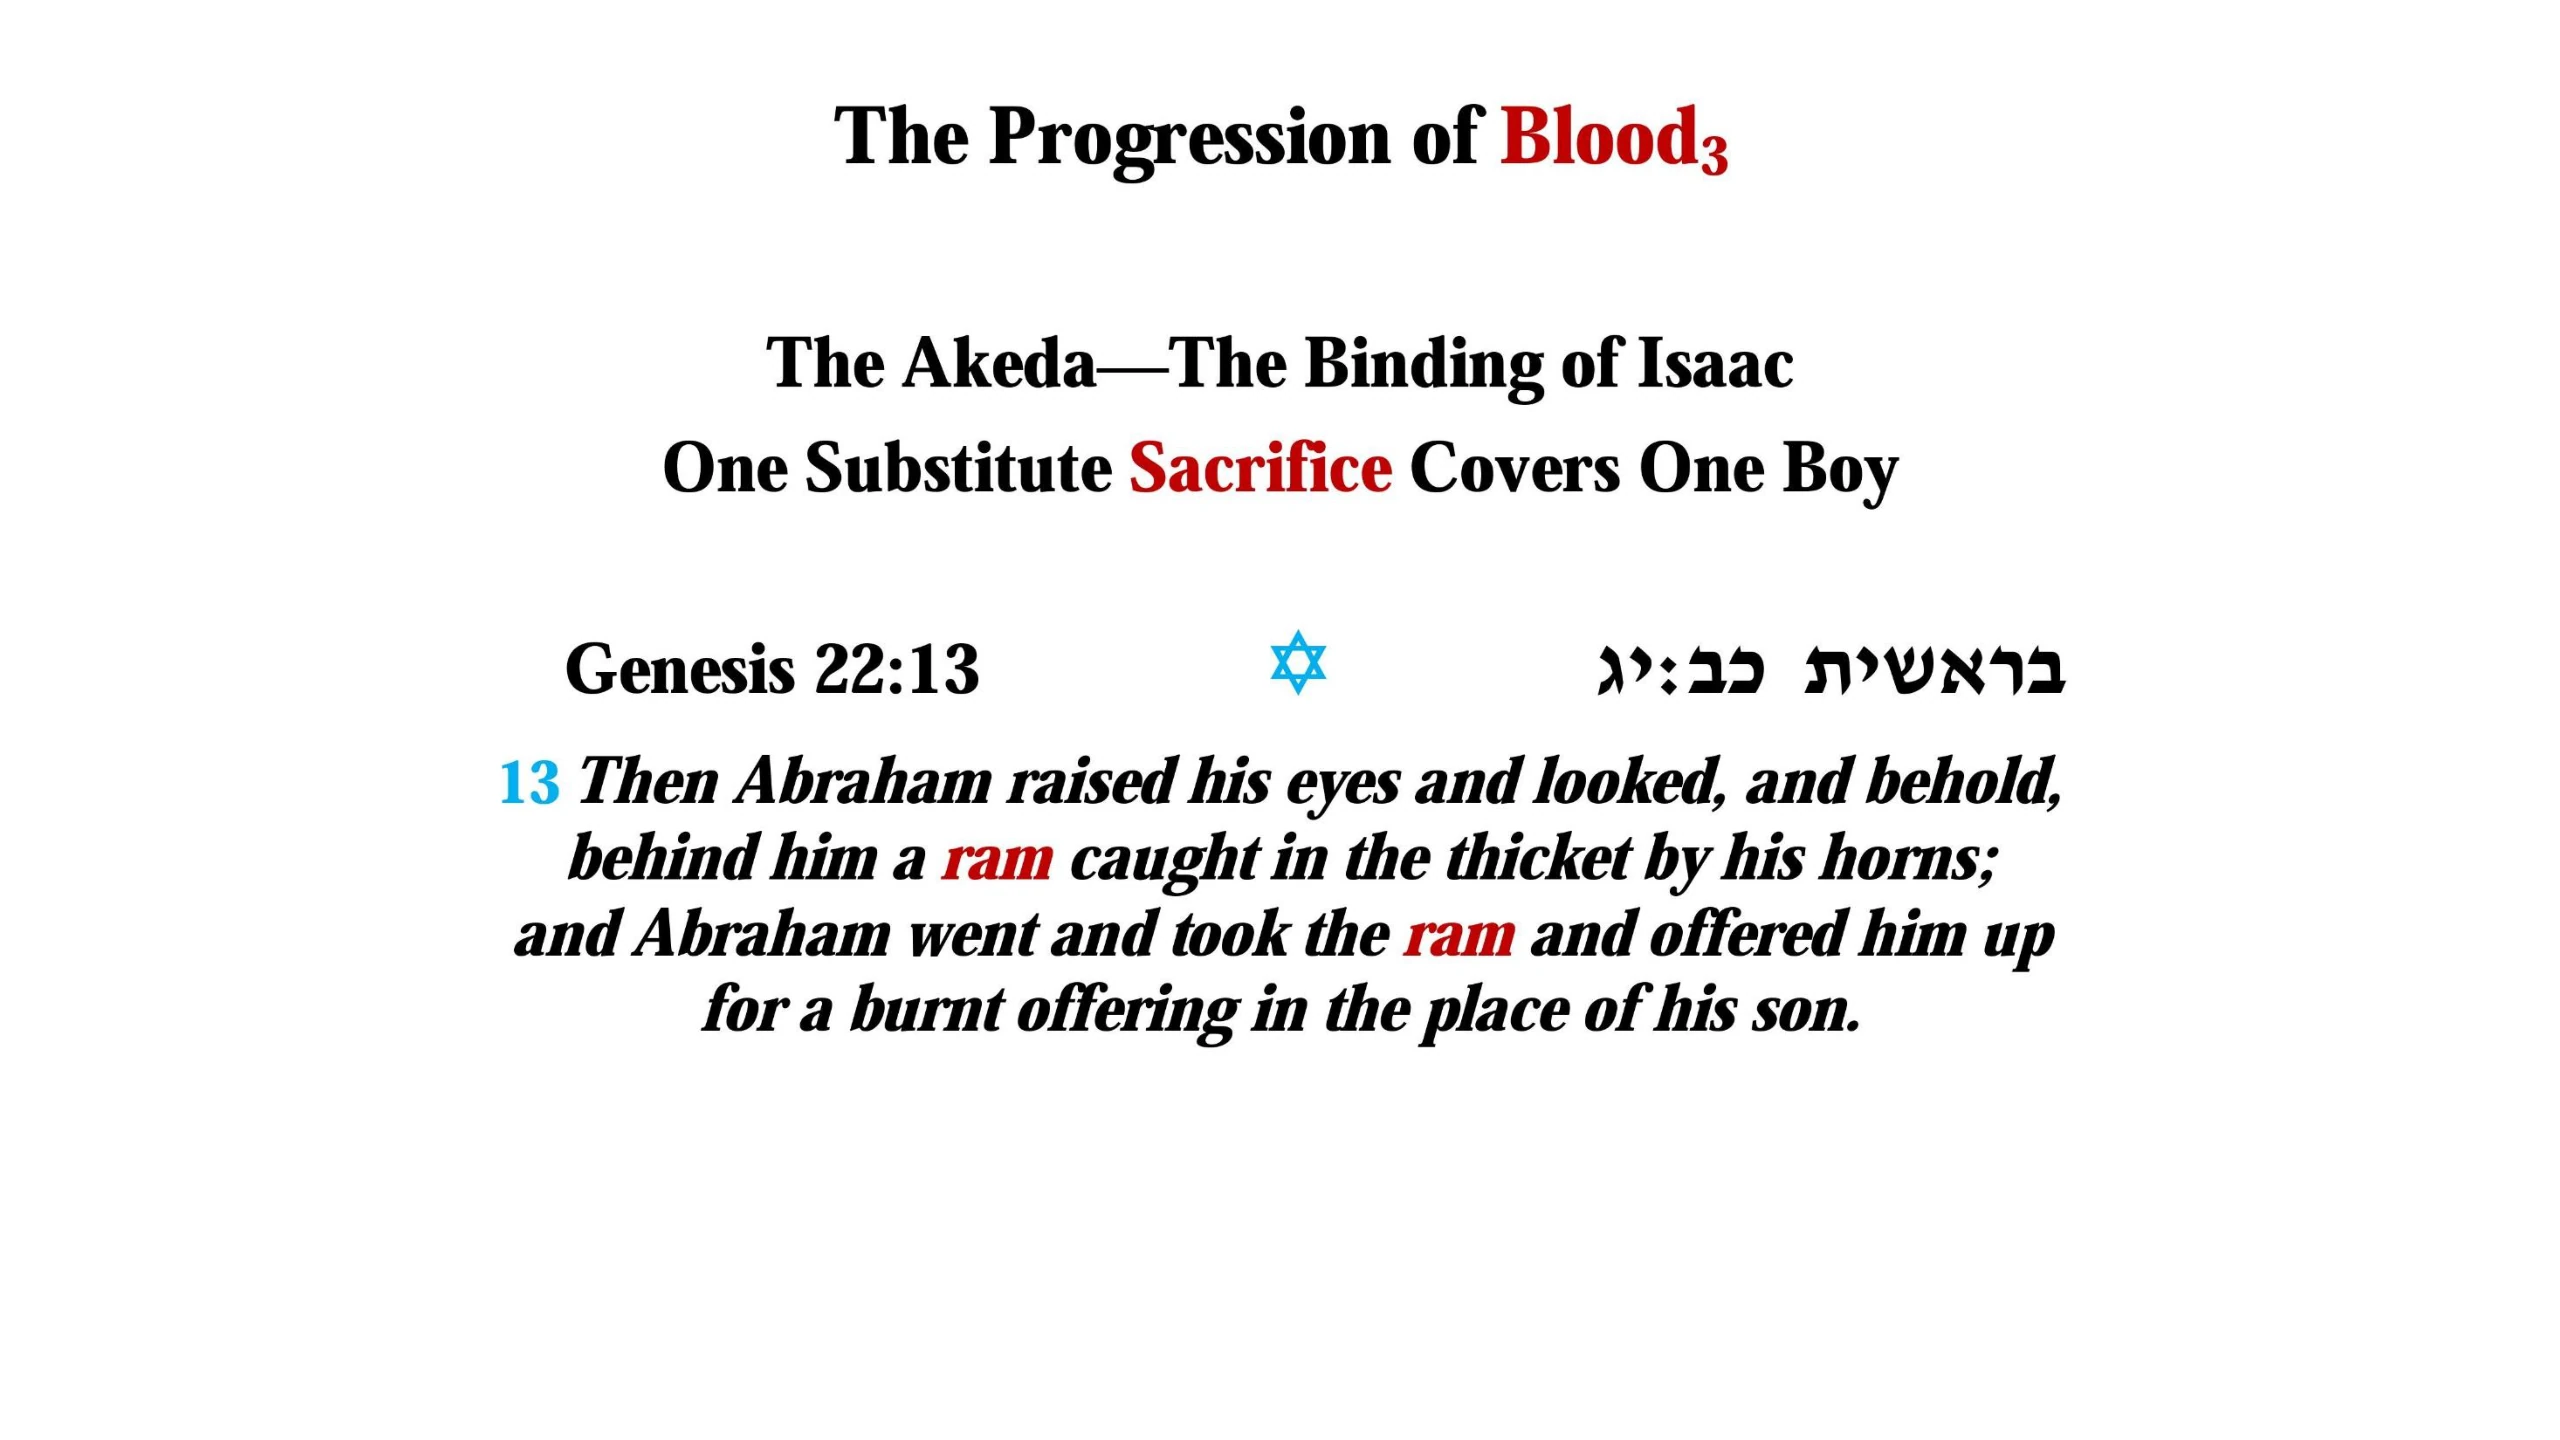 The Progression of Blood3
The Akeda—The Binding of Isaac
One Substitute Sacrifice Covers One Boy
Genesis 22:13 ✡ בראשית כב:יג
13 Then Abraham raised his eyes and looked, and behold,
behind him a ram caught in the thicket by his horns;
and Abraham went and took the ram and offered him up
for a burnt offering in the place of his son.